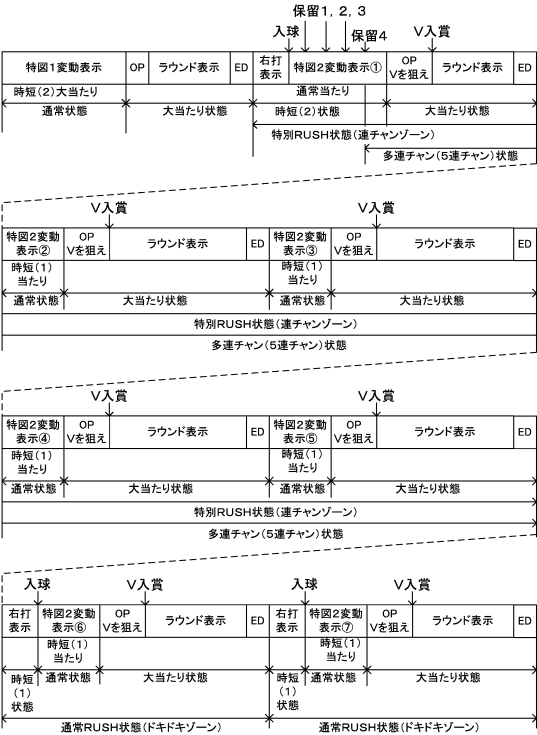 保留1，2，3
入球
保留4
V入賞
特図1変動表示
OP
ラウンド表示
ED
右打
表示
特図2変動表示①
OP
Vを狙え
ラウンド表示
ED
時短(2)大当たり
通常当たり
通常状態
大当たり状態
時短(2)状態
大当たり状態
特別RUSH状態(連チャンゾーン)
多連チャン(5連チャン)状態
V入賞
V入賞
特図2変動
表示②
OP
Vを狙え
ラウンド表示
ED
特図2変動
表示③
OP
Vを狙え
ラウンド表示
ED
時短(1)
当たり
時短(1)
当たり
通常状態
大当たり状態
通常状態
大当たり状態
特別RUSH状態(連チャンゾーン)
多連チャン(5連チャン)状態
V入賞
V入賞
特図2変動
表示④
OP
Vを狙え
ラウンド表示
ED
特図2変動
表示⑤
OP
Vを狙え
ラウンド表示
ED
時短(1)
当たり
時短(1)
当たり
通常状態
大当たり状態
通常状態
大当たり状態
特別RUSH状態(連チャンゾーン)
多連チャン(5連チャン)状態
入球
V入賞
入球
V入賞
右打
表示
特図2変動
表示⑥
OP
Vを狙え
ラウンド表示
ED
右打
表示
特図2変動
表示⑦
OP
Vを狙え
ラウンド表示
ED
時短(1)
当たり
時短(1)
当たり
時短
(1)
状態
通常状態
大当たり状態
時短
(1)
状態
通常状態
大当たり状態
通常RUSH状態(ドキドキゾーン)
通常RUSH状態(ドキドキゾーン)